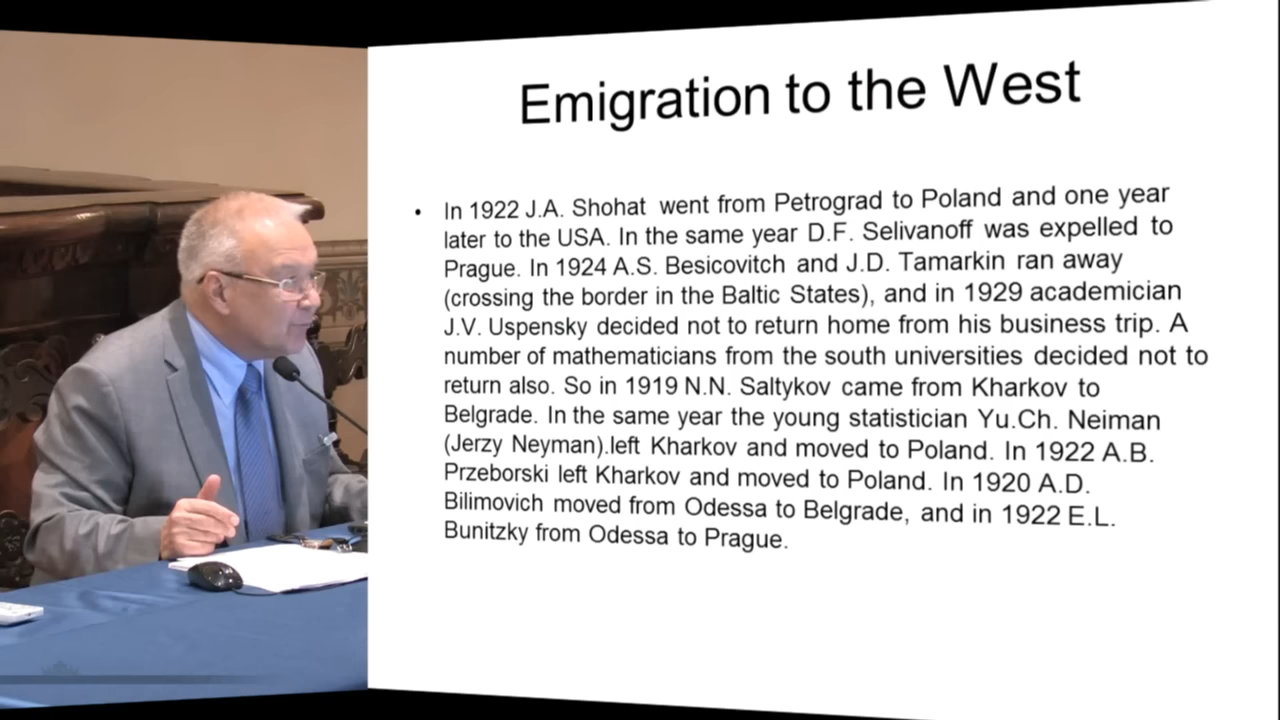 Emigration to the West
• In 1922 J.A. Shohat went from Petrograd to Poland and one year
later to the USA. In the same year D.F. Selivanoff was expelled to
Prague. In 1924 A.S. Besicovitch and J.D. Tamarkin ran away
(crossing the border in the Baltic States), and in 1929 academician
J.V. Uspensky decided not to return home from his business trip. A
number of mathematicians from the south universities decided not to
return also. So in 1919 N.N. Saltykov came from Kharkov to
Belgrade. In the same year the young statistician Yu.Ch. Neiman
(Jerzy Neyman).left Kharkov and moved to Poland. In 1922 A.B.
Przeborski left Kharkov and moved to Poland. In 1920 A.D.
Bilimovich moved from Odessa to Belgrade, and in 1922 E.L.
Bunitzky from Odessa to Prague.